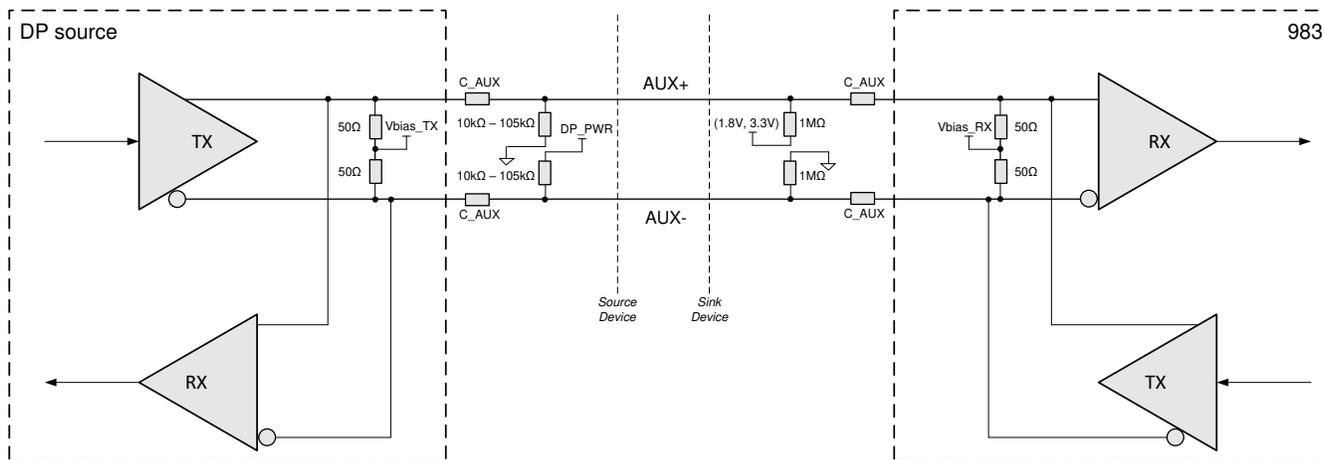 DP source
983
C_AUX
AUX+
C_AUX
50Ω
Vbias_TX
10kΩ – 105kΩ
DP_PWR
(1.8V, 3.3V)
1MΩ
Vbias_RX
50Ω
TX
RX
50Ω
10kΩ – 105kΩ
1MΩ
50Ω
C_AUX
AUX-
C_AUX
Source
Device
Sink
Device
RX
TX